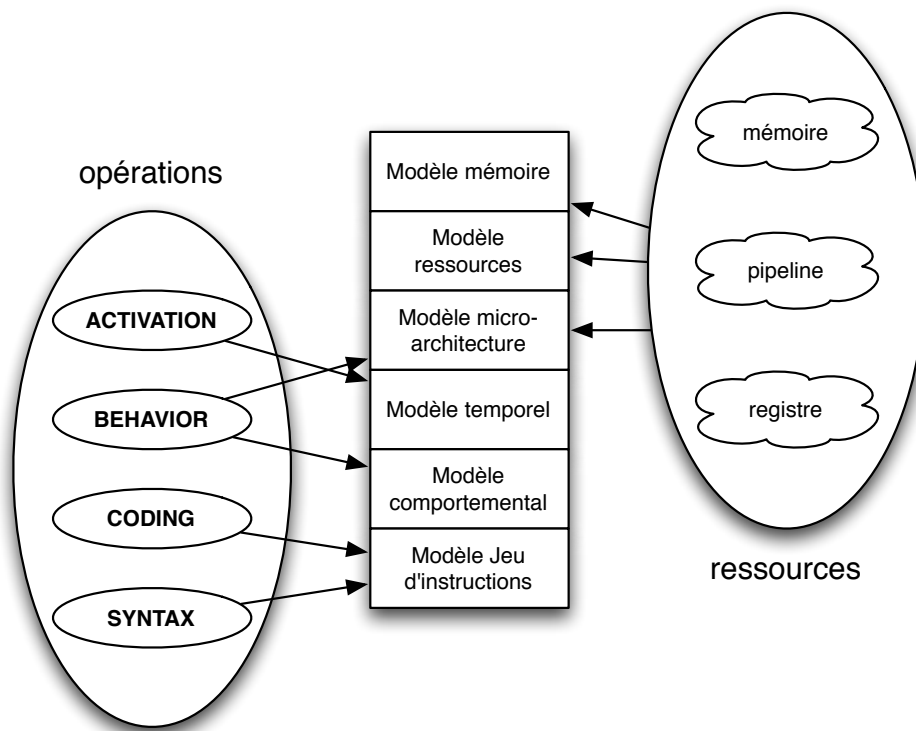 opérations
ACTIVATION
BEHAVIOR
CODING
SYNTAX
Modèle mémoire
Modèle
ressources
Modèle micro-
architecture
Modèle temporel
Modèle
comportemental
Modèle Jeu
d'instructions
mémoire
pipeline
registre
ressources